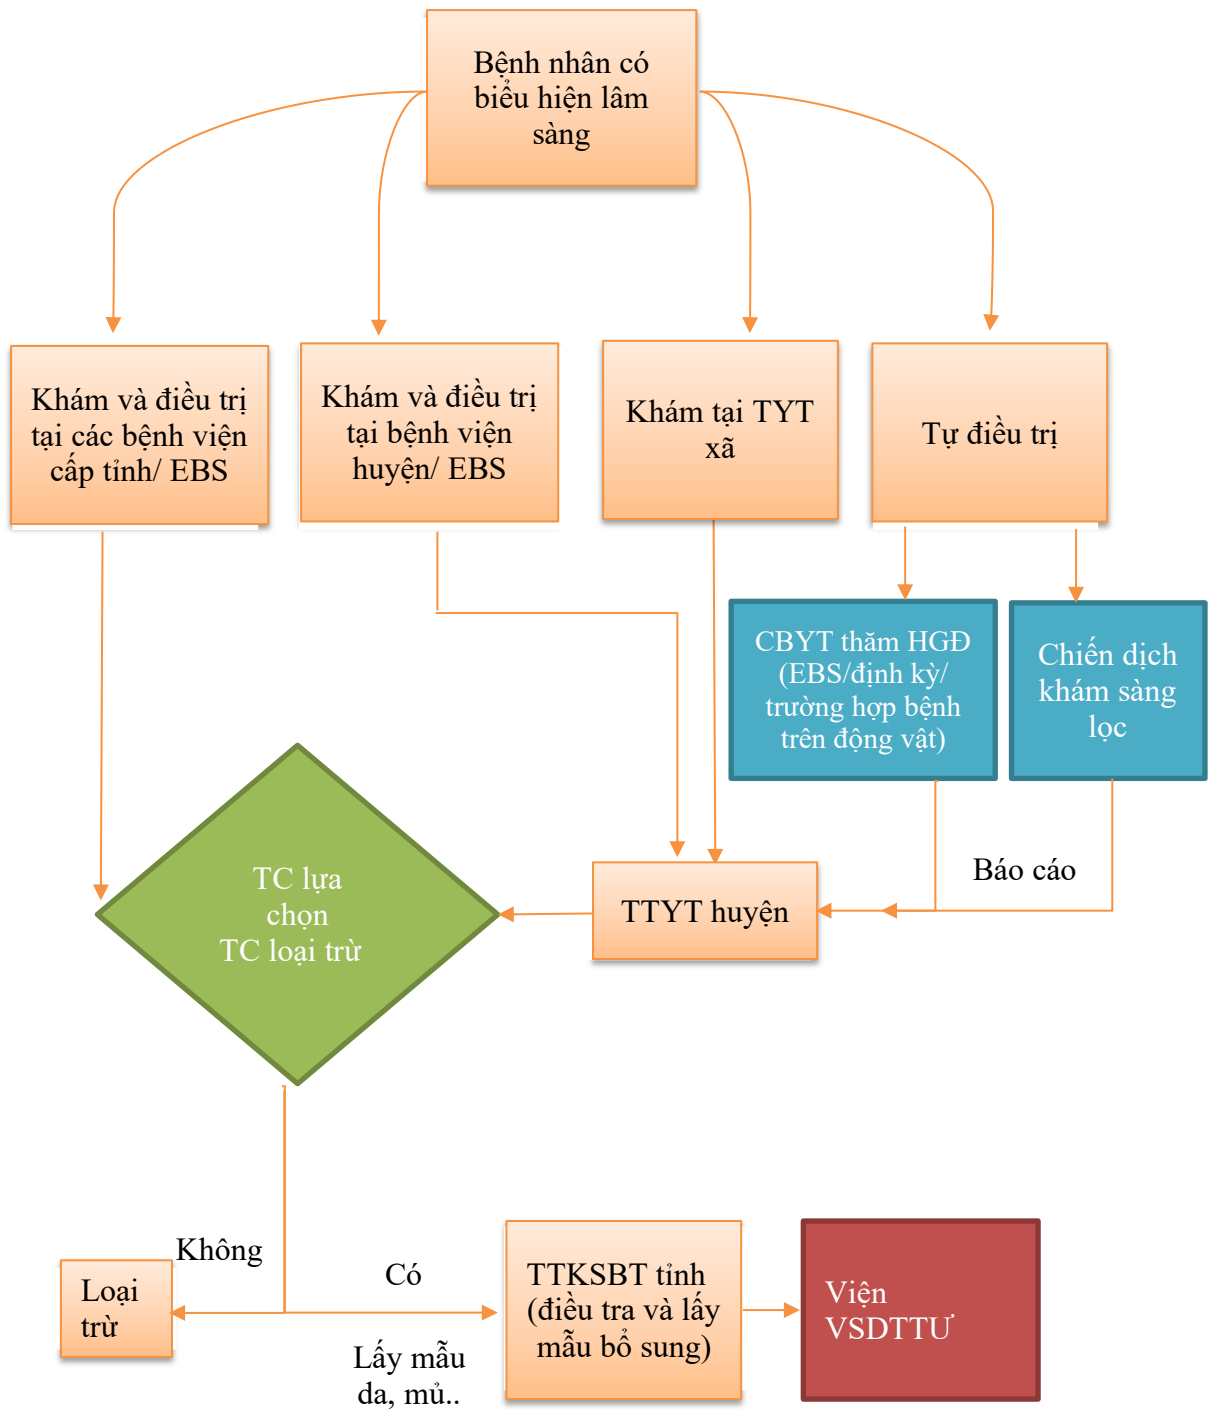 Bệnh nhân có
biểu hiện lâm
sàng
Khám và điều trị
tại các bệnh viện
cấp tỉnh/ EBS
Khám và điều trị
tại bệnh viện
huyện/ EBS
Khám tại TYT
xã
Tự điều trị
CBYT thăm HGĐ
(EBS/định kỳ/
trường hợp bệnh
trên động vật)
Chiến dịch
khám sàng
lọc
Báo cáo
TC lựa
chọn
TC loại trừ
TTYT huyện
Không
Có
Loại
trừ
Lấy mẫu
da, mủ..
TTKSBT tỉnh
(điều tra và lấy
mẫu bổ sung)
Viện
VSDTTƯ